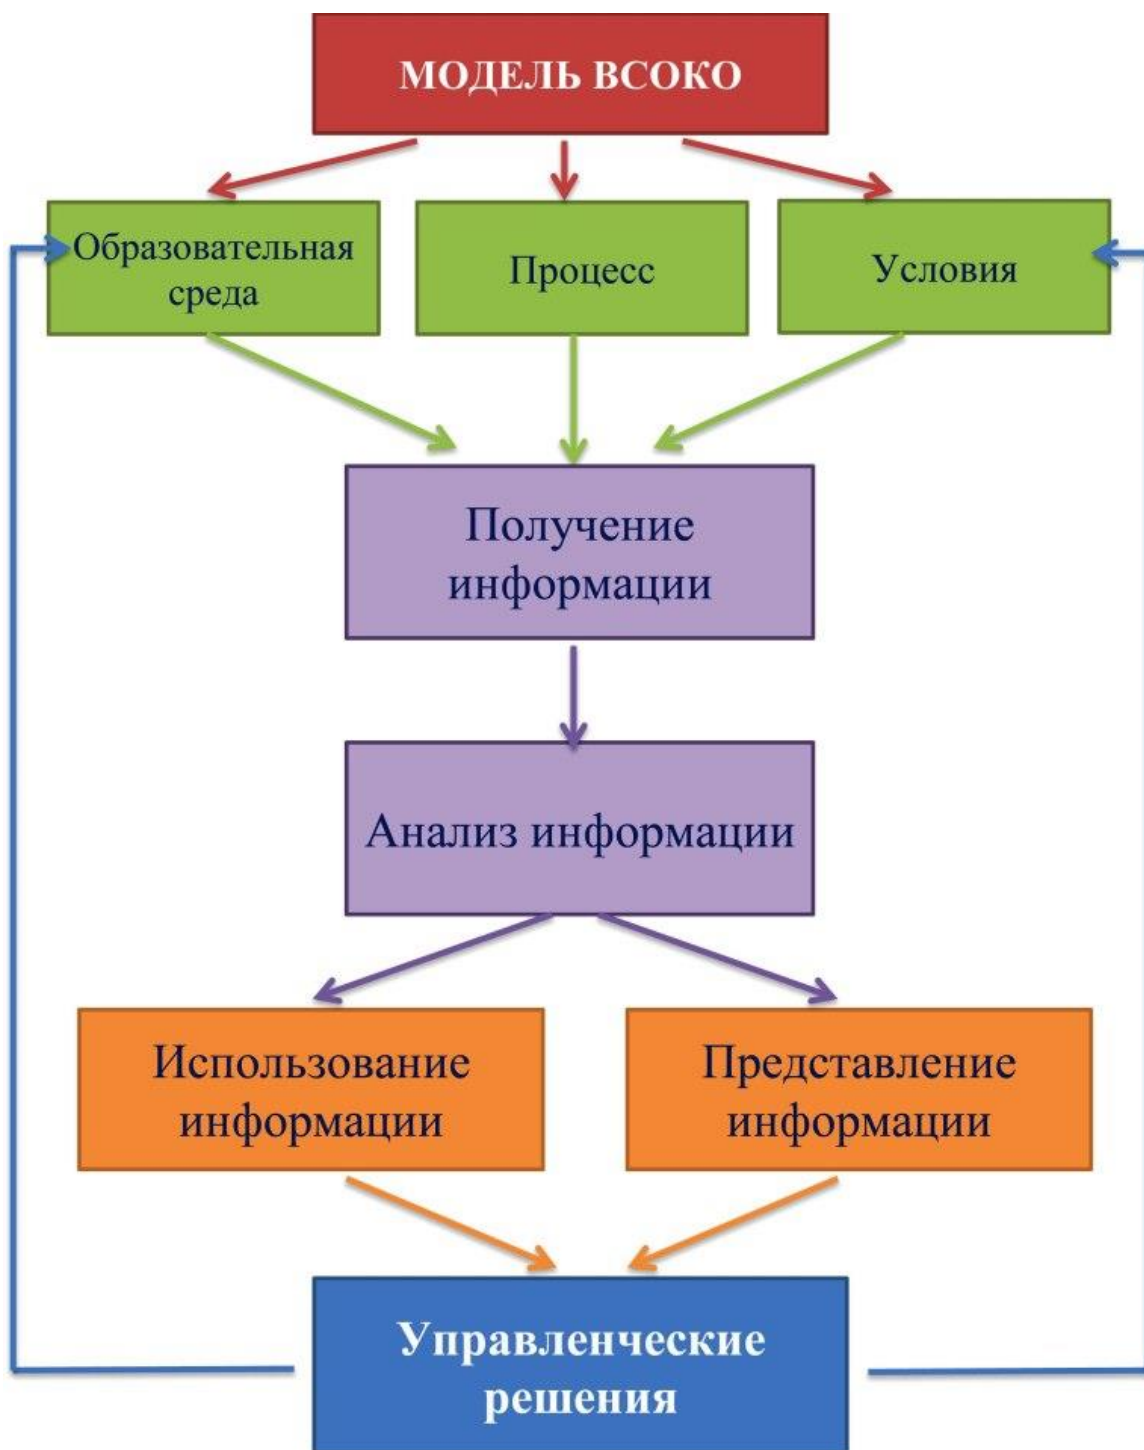 МОДЕЛЬ ВСОКО
Образовательная
среда
Процесс
Условия
Получение
информации
Анализ информации
Использование
информации
Представление
информации
Управленческие
решения